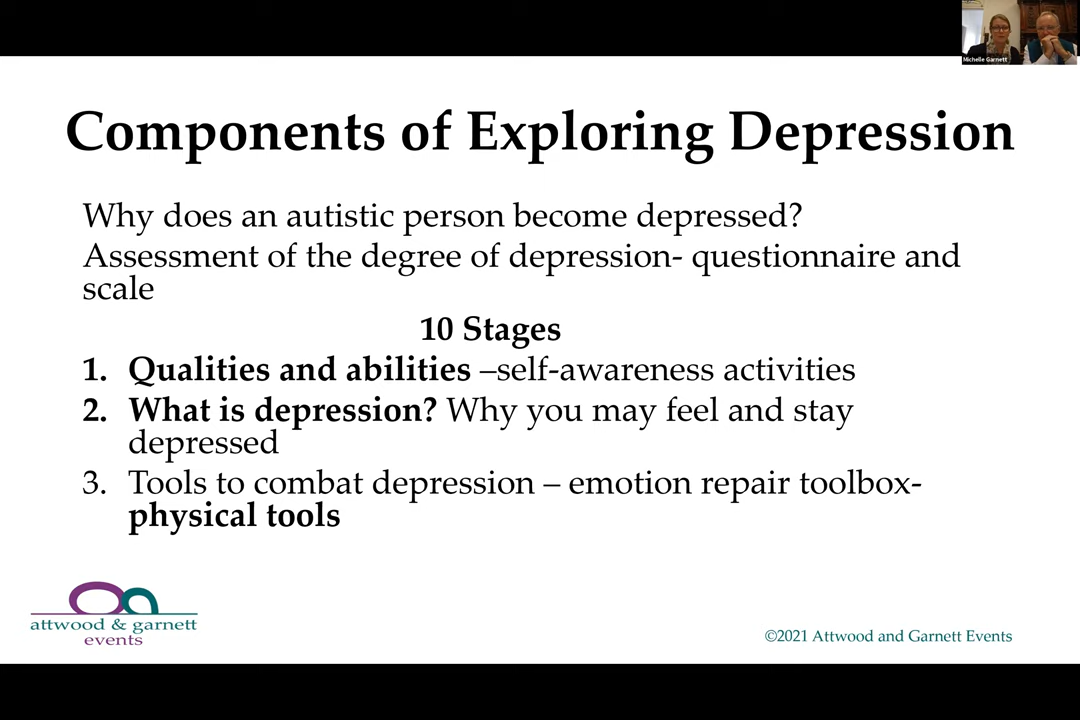 Michelle Garnett
Components of Exploring Depression
Why does an autistic person become depressed?
Assessment of the degree of depression- questionnaire and
scale
10 Stages
1. Qualities and abilities –self-awareness activities
2. What is depression? Why you may feel and stay
depressed
3. Tools to combat depression – emotion repair toolbox-
physical tools
attwood & garnett
events
©2021 Attwood and Garnett Events